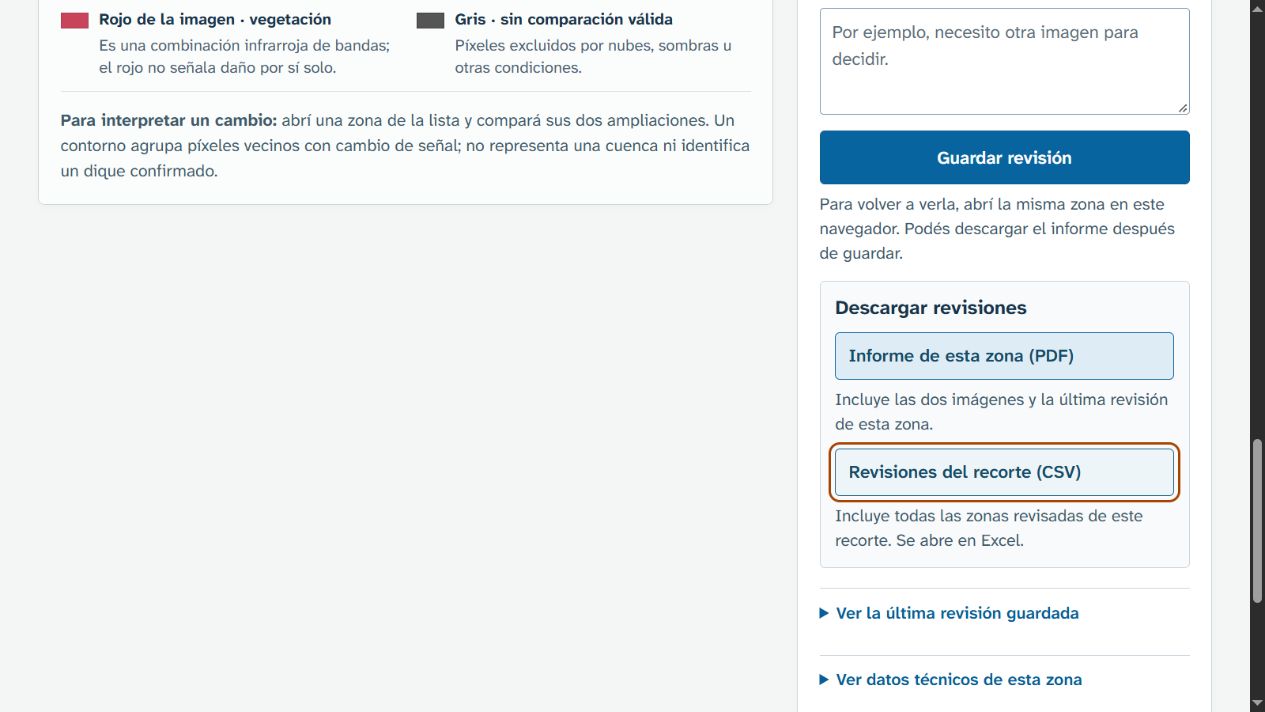 Rojo de la imagen · vegetación
Es una combinación infrarroja de bandas;
el rojo no señala daño por sí solo.
Gris · sin comparación válida
Píxeles excluidos por nubes, sombras u
otras condiciones.
Para interpretar un cambio: abrí una zona de la lista y compará sus dos ampliaciones. Un
contorno agrupa píxeles vecinos con cambio de señal; no representa una cuenca ni identifica
un dique confirmado.
Por ejemplo, necesito otra imagen para
decidir.
Guardar revisión
Para volver a verla, abrí la misma zona en este
navegador. Podés descargar el informe después
de guardar.
Descargar revisiones
Informe de esta zona (PDF)
Incluye las dos imágenes y la última revisión
de esta zona.
Revisiones del recorte (CSV)
Incluye todas las zonas revisadas de este
recorte. Se abre en Excel.
Ver la última revisión guardada
Ver datos técnicos de esta zona